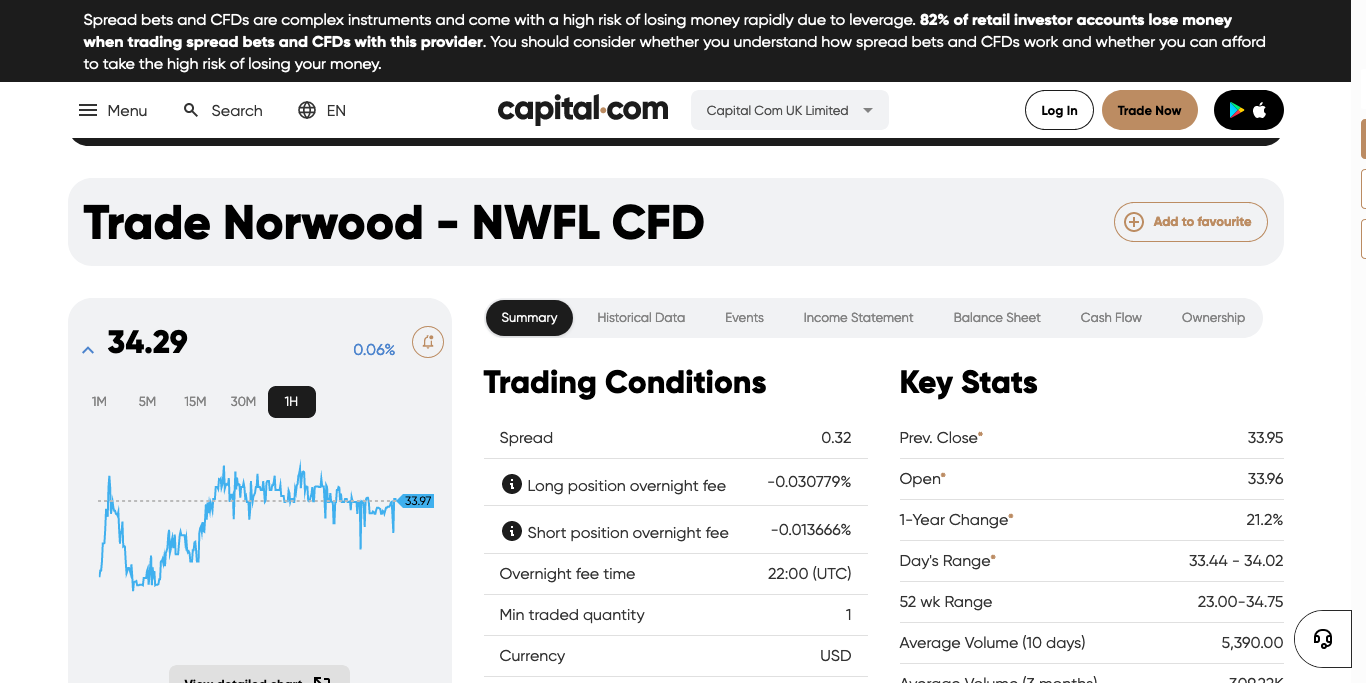 Spread bets and CFDs are complex instruments and come with a high risk of losing money rapidly due to leverage. 82% of retail investor accounts lose money
when trading spread bets and CFDs with this provider. You should consider whether you understand how spread bets and CFDs work and whether you can afford
to take the high risk of losing your money.
Menu Search EN capital.com Capital Com UK Limited Log In Trade Now
Trade Norwood - NWFL CFD
Add to favourite
34.29
0.06%
1M 5M 15M 30M 1H
33.97
View detailed chart
Summary Historical Data Events Income Statement Balance Sheet Cash Flow Ownership
Trading Conditions
Spread 0.32
Long position overnight fee -0.030779%
Short position overnight fee -0.013666%
Overnight fee time 22:00 (UTC)
Min traded quantity 1
Currency USD
Key Stats
Prev. Close* 33.95
Open* 33.96
1-Year Change* 21.2%
Day's Range* 33.44 - 34.02
52 wk Range 23.00-34.75
Average Volume (10 days) 5,390.00
Average Volume (3 months)